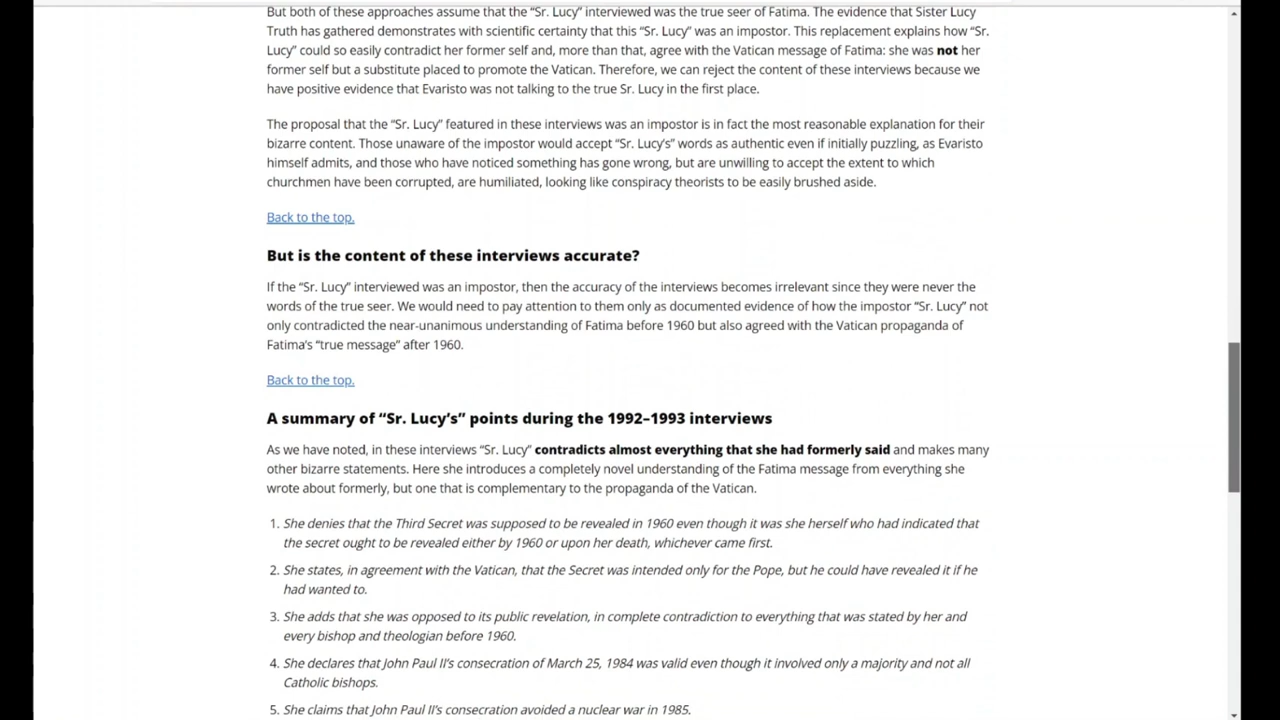 But both of these approaches assume that the “Sr. Lucy” interviewed was the true seer of Fatima. The evidence that Sister Lucy
Truth has gathered demonstrates with scientific certainty that this “Sr. Lucy” was an impostor. This replacement explains how “Sr.
Lucy” could so easily contradict her former self and, more than that, agree with the Vatican message of Fatima: she was not her
former self but a substitute placed to promote the Vatican. Therefore, we can reject the content of these interviews because we
have positive evidence that Evaristo was not talking to the true Sr. Lucy in the first place.
The proposal that the “Sr. Lucy” featured in these interviews was an impostor is in fact the most reasonable explanation for their
bizarre content. Those unaware of the impostor would accept “Sr. Lucy’s” words as authentic even if initially puzzling, as Evaristo
himself admits, and those who have noticed something has gone wrong, but are unwilling to accept the extent to which
churchmen have been corrupted, are humiliated, looking like conspiracy theorists to be easily brushed aside.
Back to the top.
But is the content of these interviews accurate?
If the “Sr. Lucy” interviewed was an impostor, then the accuracy of the interviews becomes irrelevant since they were never the
words of the true seer. We would need to pay attention to them only as documented evidence of how the impostor “Sr. Lucy” not
only contradicted the near-unanimous understanding of Fatima before 1960 but also agreed with the Vatican propaganda of
Fatima’s “true message” after 1960.
Back to the top.
A summary of “Sr. Lucy’s” points during the 1992–1993 interviews
As we have noted, in these interviews “Sr. Lucy” contradicts almost everything that she had formerly said and makes many
other bizarre statements. Here she introduces a completely novel understanding of the Fatima message from everything she
wrote about formerly, but one that is complementary to the propaganda of the Vatican.
1. She denies that the Third Secret was supposed to be revealed in 1960 even though it was she herself who had indicated that
the secret ought to be revealed either by 1960 or upon her death, whichever came first.
2. She states, in agreement with the Vatican, that the Secret was intended only for the Pope, but he could have revealed it if he
had wanted to.
3. She adds that she was opposed to its public revelation, in complete contradiction to everything that was stated by her and
every bishop and theologian before 1960.
4. She declares that John Paul II’s consecration of March 25, 1984 was valid even though it involved only a majority and not all
Catholic bishops.
5. She claims that John Paul II’s consecration avoided a nuclear war in 1985.